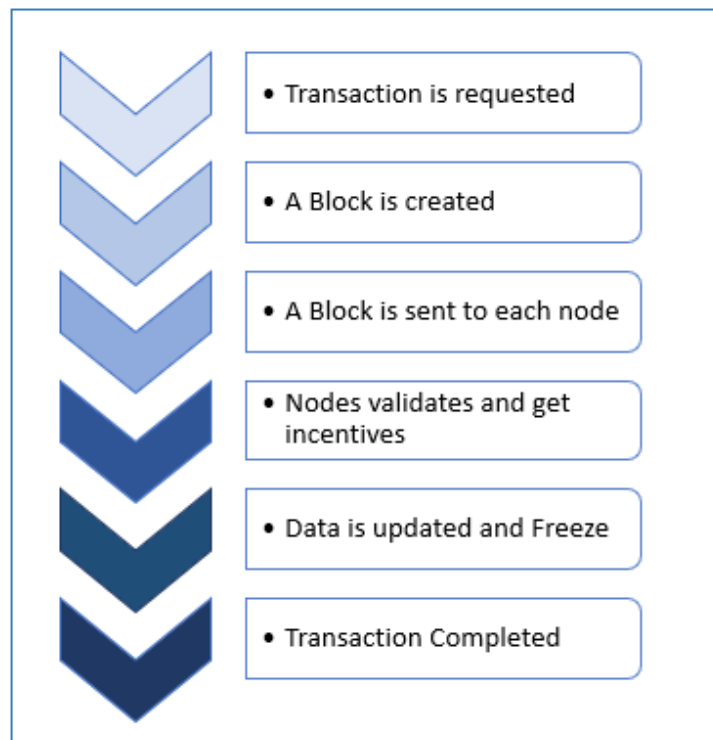 • Transaction is requested
• A Block is created
• A Block is sent to each node
• Nodes validates and get
incentives
• Data is updated and Freeze
• Transaction Completed